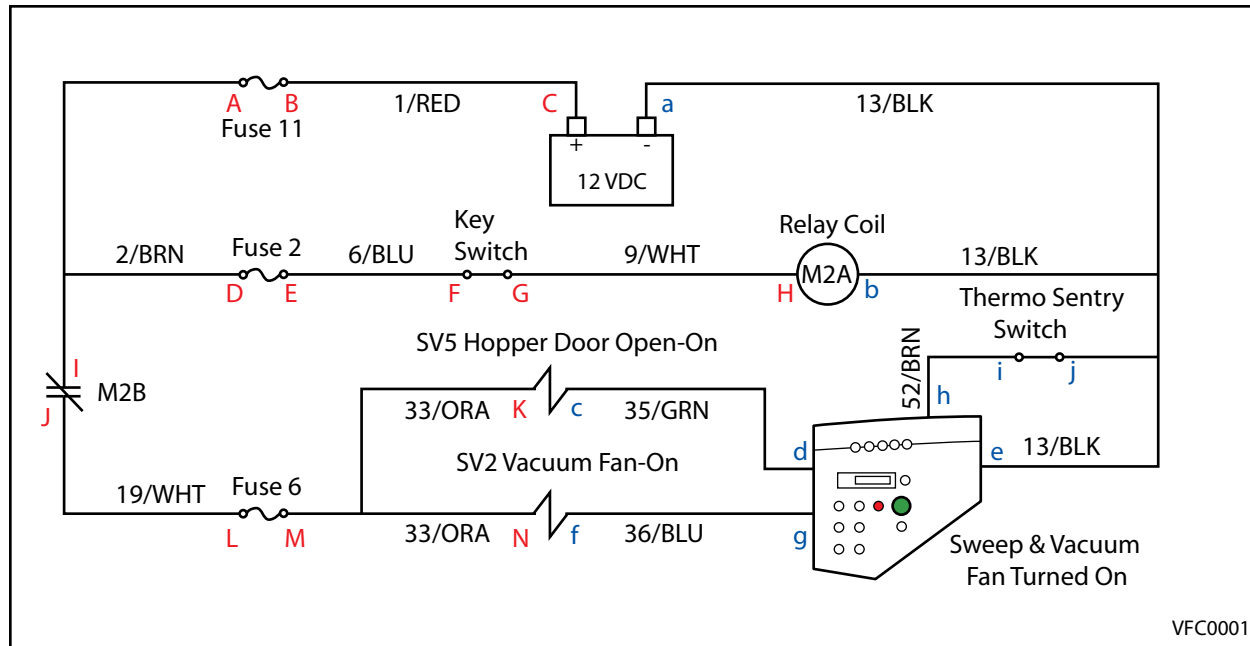 C a
A B 1/RED 13/BLK
Fuse 11
+ -
12 VDC
Key
Switch
Relay Coil
2/BRN Fuse 2 6/BLU 9/WHT 13/BLK
M2A
D E F G H b
Thermo Sentry
Switch
SV5 Hopper Door Open-On
52/BRN
I
i j
M2B
J
h
33/ORA K c 35/GRN
d e 13/BLK
SV2 Vacuum Fan-On
19/WHT Fuse 6
L M 33/ORA N f 36/BLU g
Sweep & Vacuum
Fan Turned On
VFC0001